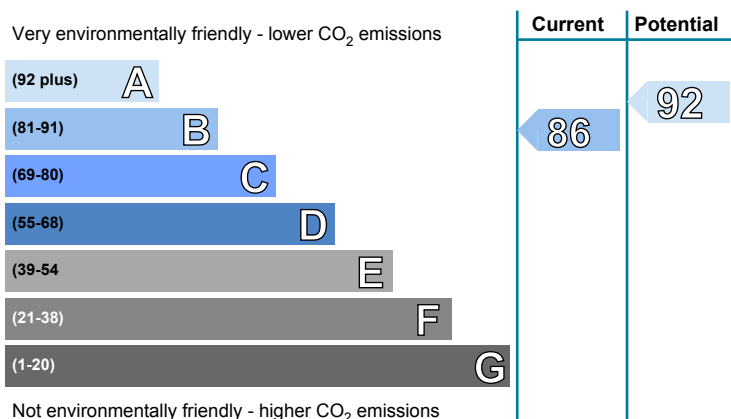 Very environmentally friendly - lower CO2 emissions
Current
Potential
(92 plus) A
(81-91) B
(69-80) C
(55-68) D
(39-54 E
(21-38) F
(1-20) G
86
92
Not environmentally friendly - higher CO2 emissions